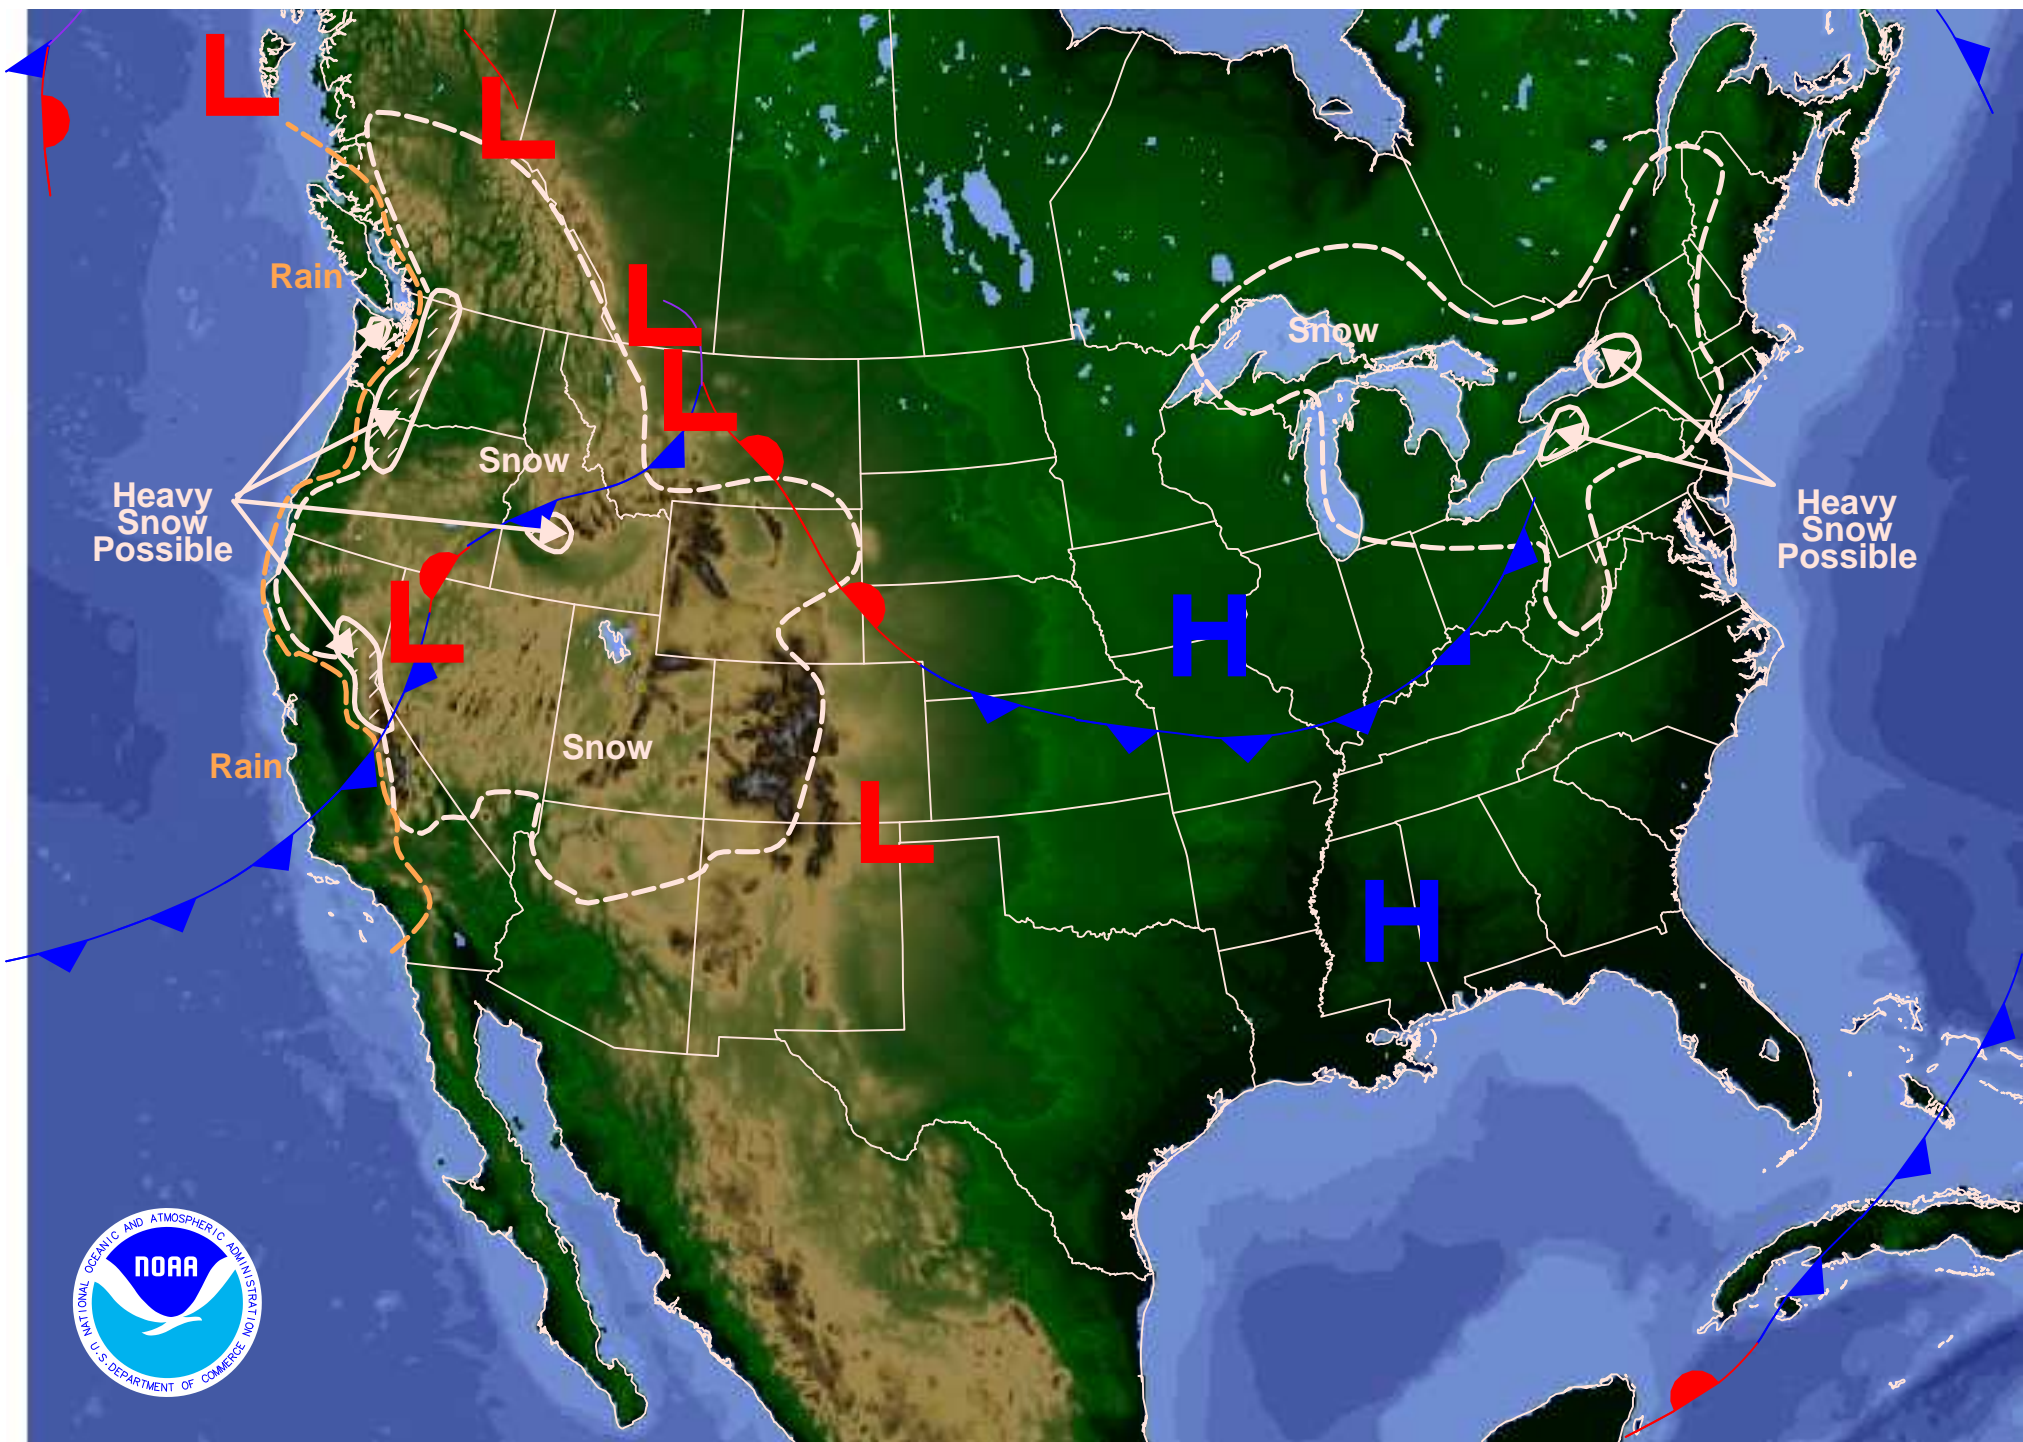 L
L
Rain
L
Snow
L
Snow
Heavy
Snow
Possible
Heavy
Snow
Possible
L
H
Snow
Rain
L
H
NATIONAL OCEANIC AND ATMOSPHERIC ADMINISTRATION
NOAA
U.S. DEPARTMENT OF COMMERCE